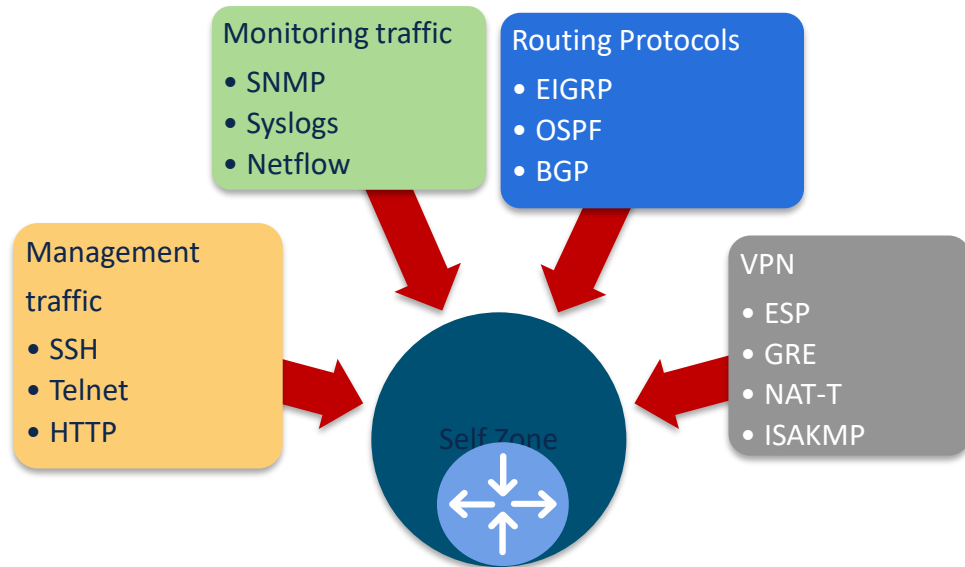 Monitoring traffic
• SNMP
• Syslogs
• Netflow
Routing Protocols
• EIGRP
• OSPF
• BGP
Management
traffic
• SSH
• Telnet
• HTTP
VPN
• ESP
• GRE
• NAT-T
• ISAKMP
Self Zone